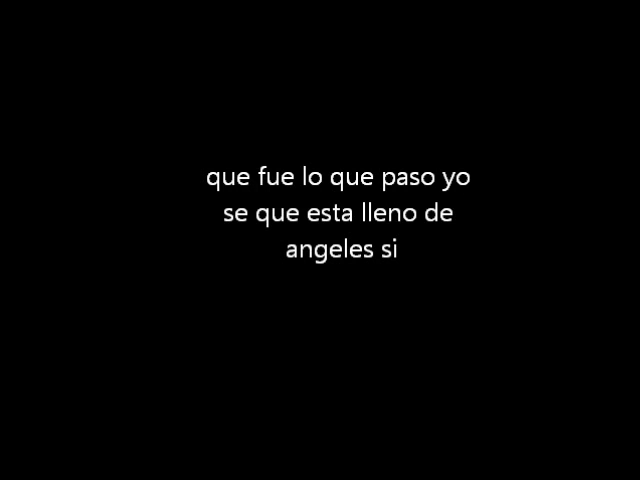 que fue lo que paso yo
se que esta lleno de
angeles si